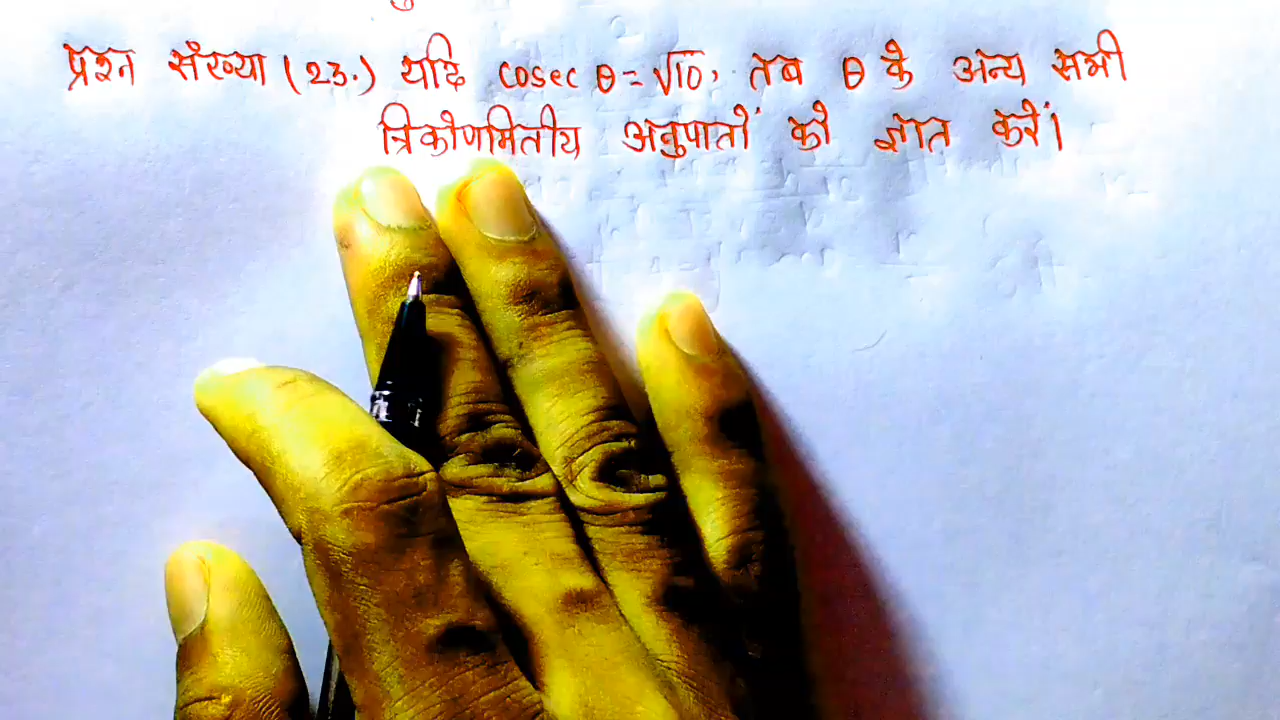 प्रश्न संख्या (23.) यदि cosec θ = √10, तब θ के अन्य सभी
त्रिकोणमितीय अनुपातों को ज्ञात करें।